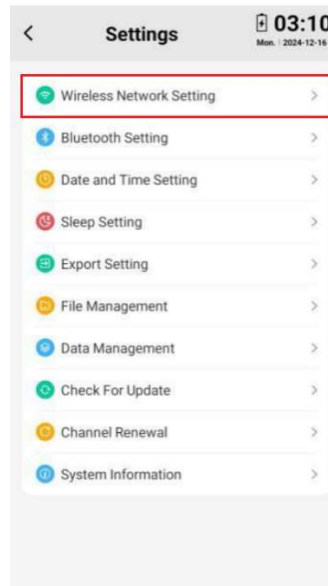 Settings
03:10
Mon. 2024-12-16
Wireless Network Setting
Bluetooth Setting
Date and Time Setting
Sleep Setting
Export Setting
File Management
Data Management
Check For Update
Channel Renewal
System Information